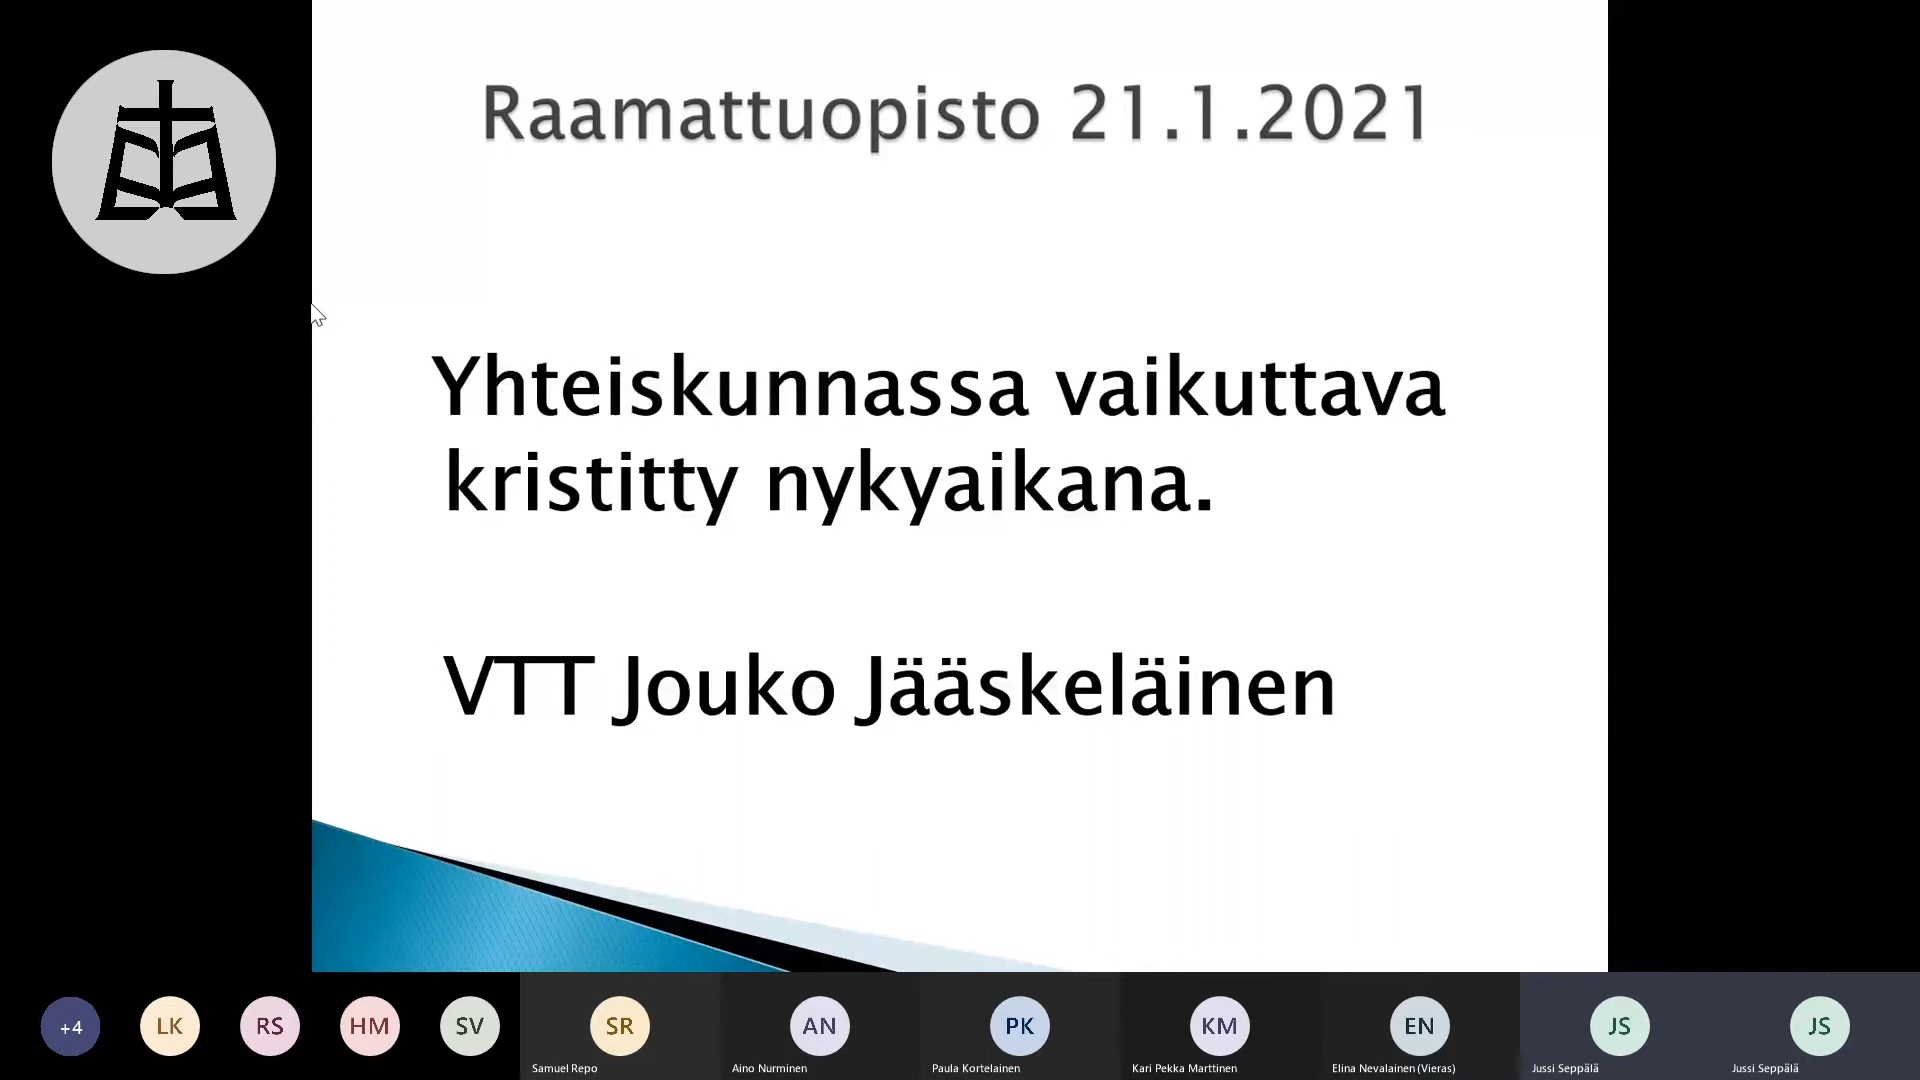 Raamattuopisto 21.1.2021
Yhteiskunnassa vaikuttava
kristitty nykyaikana.
VTT Jouko Jääskeläinen
+4
LK
RS
HM
SV
SR
AN
PK
KM
EN
JS
JS
Samuel Repo
Aino Nurminen
Paula Kortelainen
Kari Pekka Marttinen
Elina Nevalainen (Vieras)
Jussi Seppälä
Jussi Seppälä